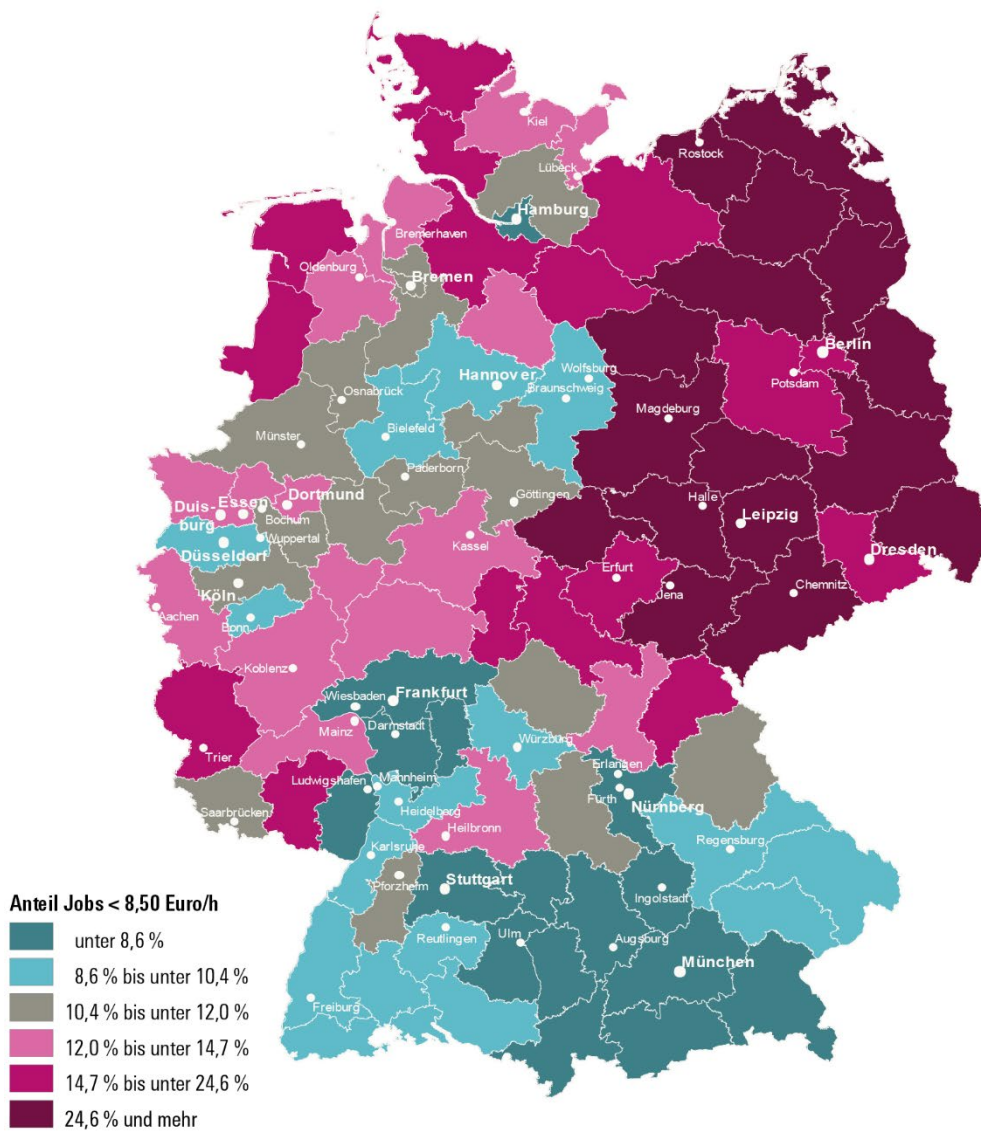 Kiel
Rostock
Lübeck
Hamburg
Bremerhaven
Oldenburg
Bremen
Berlin
Wolfsburg
Hannover
Potsdam
Braunschweig
Osnabrück
Magdeburg
Bielefeld
Münster
Paderborn
Göttingen
Halle
Dortmund
Essen
Duis-
burg
Bochum
Leipzig
Wuppertal
Kassel
Düsseldorf
Dresden
Erfurt
Jena
Chemnitz
Köln
Aachen
Bonn
Koblenz
Wiesbaden
Frankfurt
Mainz
Darmstadt
Trier
Würzburg
Erlangen
Ludwigshafen
Mannheim
Fürth
Nürnberg
Heidelberg
Saarbrücken
Heilbronn
Karlsruhe
Regensburg
Pforzheim
Stuttgart
Ingolstadt
Reutlingen
Ulm
Augsburg
München
Freiburg
Anteil Jobs < 8,50 Euro/h
unter 8,6 %
8,6 % bis unter 10,4 %
10,4 % bis unter 12,0 %
12,0 % bis unter 14,7 %
14,7 % bis unter 24,6 %
24,6 % und mehr